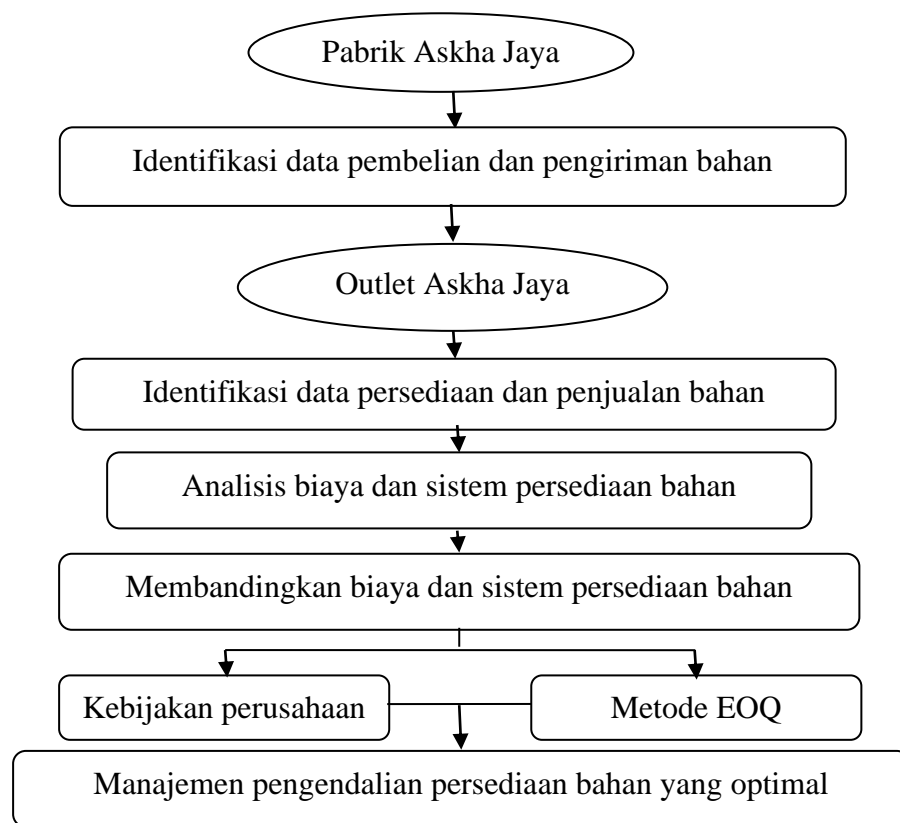 Pabrik Askha Jaya
Identifikasi data pembelian dan pengiriman bahan
Outlet Askha Jaya
Identifikasi data persediaan dan penjualan bahan
Analisis biaya dan sistem persediaan bahan
Membandingkan biaya dan sistem persediaan bahan
Kebijakan perusahaan
Metode EOQ
Manajemen pengendalian persediaan bahan yang optimal